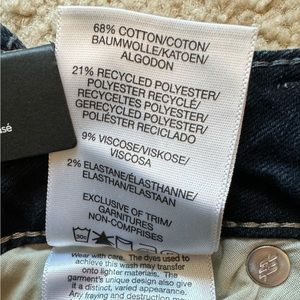 68% COTTON/COTON/
BAUMWOLLE/KATOEN/
ALGODON
21% RECYCLED POLYESTER/
POLYESTER RECYCLÉ/
RECYCELTES POLYESTER/
GERECYCLED POLYESTER/
POLIÉSTER RECICLADO
9% VISCOSE/VISKOSE/
VISCOSA
2% ELASTANE/ÉLASTHANNE/
ELASTHAN/ELASTAAN
EXCLUSIVE OF TRIM/
GARNITURES
NON-COMPRISES
Wear with care. The dyes used to
wash this may transfer
onto lighter materials. The
garment's unique design also give
it a distinct, varied appearance.
Any fraying and destruction